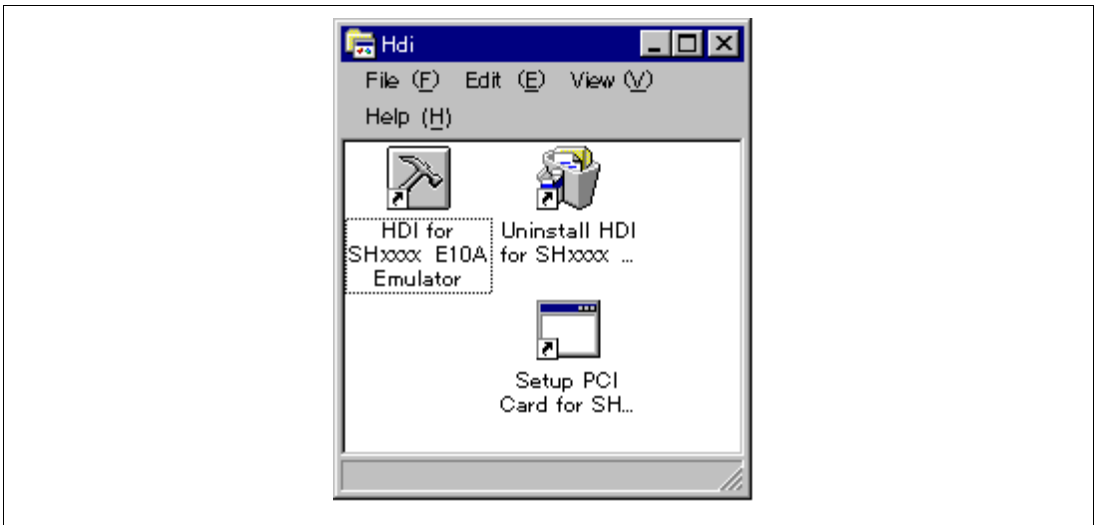 Hdi
File (F) Edit (E) View (V)
Help (H)
HDI for
SHxxxx E10A
Emulator
Uninstall HDI
for SHxxxx ...
Setup PCI
Card for SH...